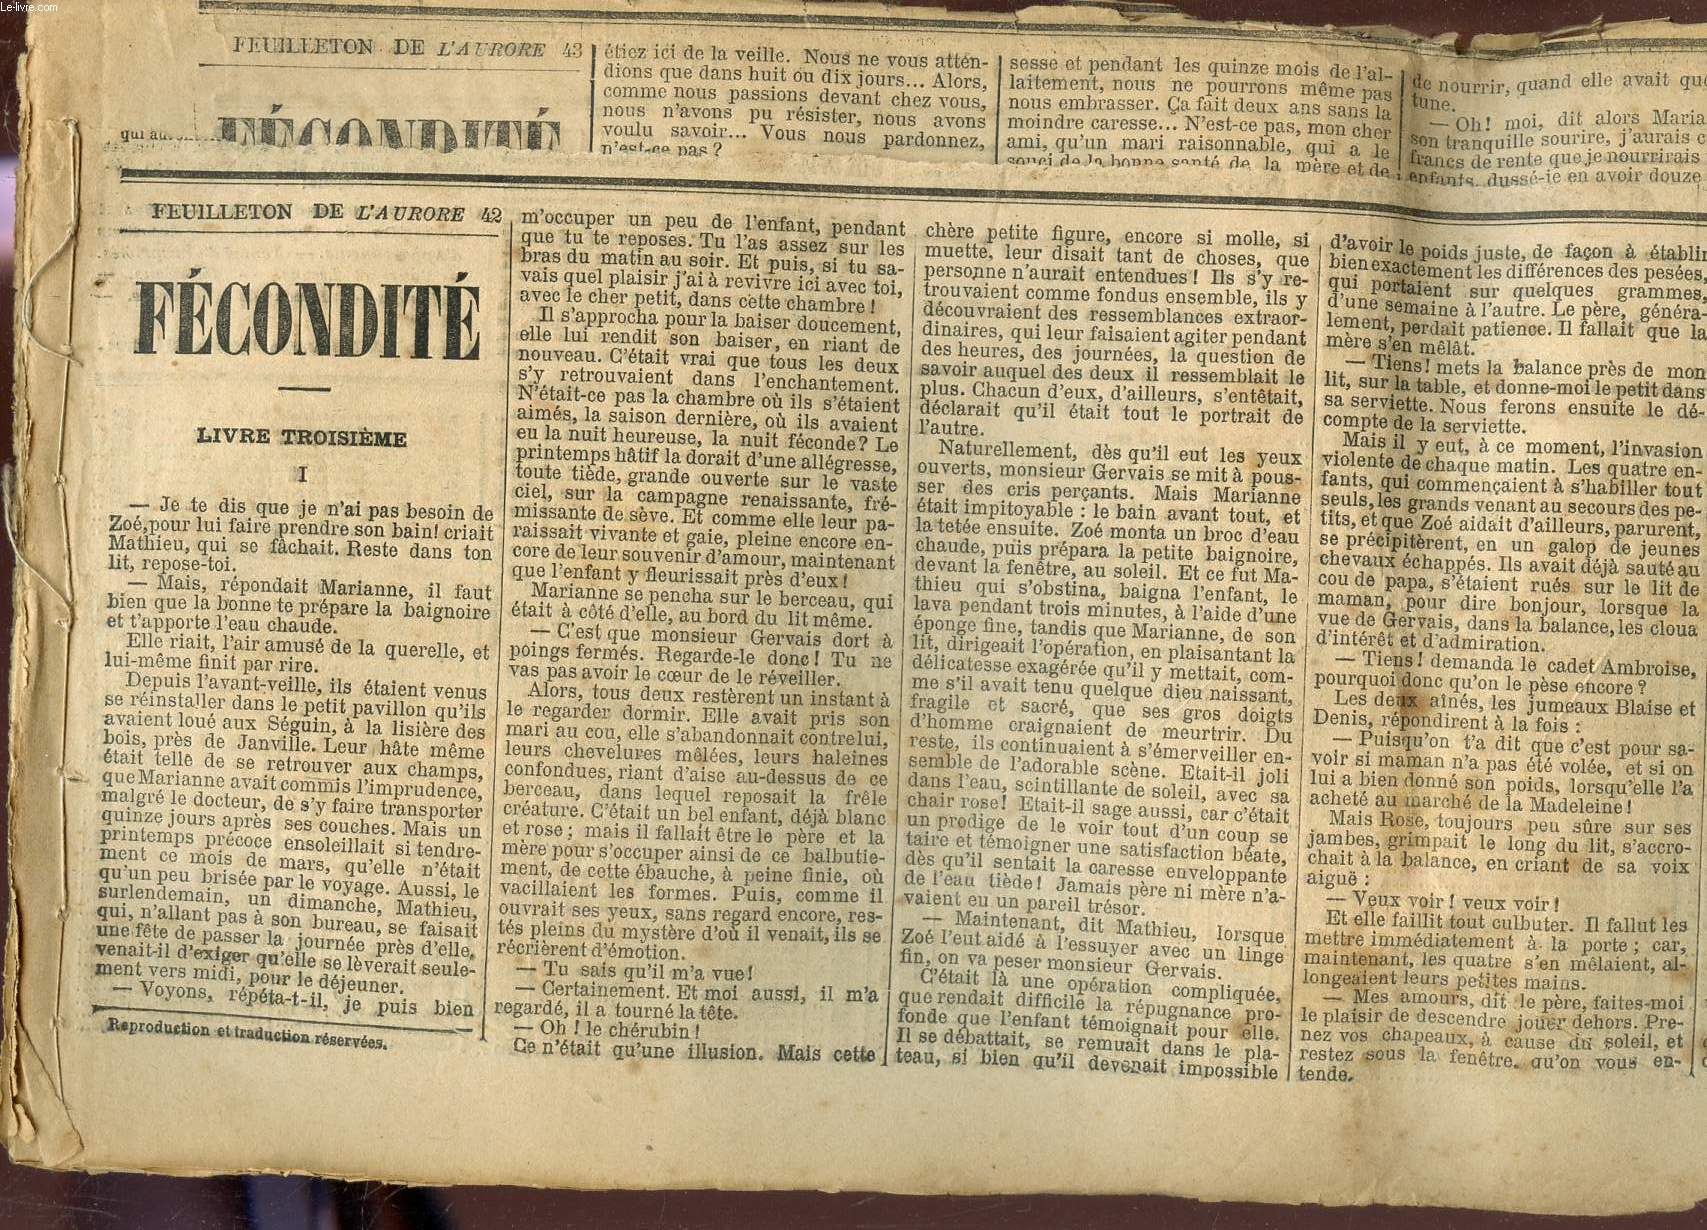 Le-livre.com
FEUILLETON DE L'AURORE 43
FÉCONDITÉ
étiez ici de la veille. Nous ne vous atten-
dions que dans huit ou dix jours... Alors,
comme nous passions devant chez vous,
nous n'avons pu résister, nous avons
voulu savoir... Vous nous pardonnez,
n'est-ce pas ?
sesse et pendant les quinze mois de l'al-
laitement, nous ne pourrons même pas
nous embrasser. Ça fait deux ans sans la
moindre caresse... N'est-ce pas, mon cher
ami, qu'un mari raisonnable, qui a le
souci de la bonne santé de la mère et de
de nourrir, quand elle avait
tune.
— Oh! moi, dit alors Maria
son tranquille sourire, j'aurais
francs de rente que je nourrirais
enfants, dussé-je en avoir douze
FEUILLETON DE L'AURORE 42
FÉCONDITÉ
LIVRE TROISIÈME
I
— Je te dis que je n'ai pas besoin de
Zoé, pour lui faire prendre son bain! criait
Mathieu, qui se fâchait. Reste dans ton
lit, repose-toi.
— Mais, répondait Marianne, il faut
bien que la bonne te prépare la baignoire
et t'apporte l'eau chaude.
Elle riait, l'air amusé de la querelle, et
lui-même finit par rire.
Depuis l'avant-veille, ils étaient venus
se réinstaller dans le petit pavillon qu'ils
avaient loué aux Séguin, à la lisière des
bois, près de Janville. Leur hâte même
était telle de se retrouver aux champs,
que Marianne avait commis l'imprudence,
malgré le docteur, de s'y faire transporter
quinze jours après ses couches. Mais un
printemps précoce ensoleillait si tendre-
ment ce mois de mars, qu'elle n'était
qu'un peu brisée par le voyage. Aussi, le
surlendemain, un dimanche, Mathieu,
qui, n'allant pas à son bureau, se faisait
une fête de passer la journée près d'elle,
venait-il d'exiger qu'elle se lèverait seule-
ment vers midi, pour le déjeuner.
— Voyons, répéta-t-il, je puis bien
Reproduction et traduction réservées.
m'occuper un peu de l'enfant, pendant
que tu te reposes. Tu l'as assez sur les
bras du matin au soir. Et puis, si tu sa-
vais quel plaisir j'ai à revivre ici avec toi,
avec le cher petit, dans cette chambre !
Il s'approcha pour la baiser doucement,
elle lui rendit son baiser, en riant de
nouveau. C'était vrai que tous les deux
s'y retrouvaient dans l'enchantement.
N'était-ce pas la chambre où ils s'étaient
aimés, la saison dernière, où ils avaient
eu la nuit heureuse, la nuit féconde? Le
printemps hâtif la dorait d'une allégresse,
toute tiède, grande ouverte sur le vaste
ciel, sur la campagne renaissante, fré-
missante de sève. Et comme elle leur pa-
raissait vivante et gaie, pleine encore en-
core de leur souvenir d'amour, maintenant
que l'enfant y fleurissait près d'eux !
Marianne se pencha sur le berceau, qui
était à côté d'elle, au bord du lit même.
— C'est que monsieur Gervais dort à
poings fermés. Regarde-le donc! Tu ne
vas pas avoir le cœur de le réveiller.
Alors, tous deux restèrent un instant à
le regarder dormir. Elle avait pris son
mari au cou, elle s'abandonnait contre lui,
leurs chevelures mêlées, leurs haleines
confondues, riant d'aise au-dessus de ce
berceau, dans lequel reposait la frêle
créature. C'était un bel enfant, déjà blanc
et rose ; mais il fallait être le père et la
mère pour s'occuper ainsi de ce balbutie-
ment, de cette ébauche, à peine finie, où
vacillaient les formes. Puis, comme il
ouvrait ses yeux, sans regard encore, res-
tés pleins du mystère d'où il venait, ils se
récrièrent d'émotion.
— Tu sais qu'il m'a vue!
— Certainement. Et moi aussi, il m'a
regardé, il a tourné la tête.
— Oh ! le chérubin !
Ce n'était qu'une illusion. Mais cette
chère petite figure, encore si molle, si
muette, leur disait tant de choses, que
personne n'aurait entendues! Ils s'y re-
trouvaient comme fondus ensemble, ils y
découvraient des ressemblances extraor-
dinaires, qui leur faisaient agiter pendant
des heures, des journées, la question de
savoir auquel des deux il ressemblait le
plus. Chacun d'eux, d'ailleurs, s'entêtait,
déclarait qu'il était tout le portrait de
l'autre.
Naturellement, dès qu'il eut les yeux
ouverts, monsieur Gervais se mit à pous-
ser des cris perçants. Mais Marianne
était impitoyable : le bain avant tout, et
la tetée ensuite. Zoé monta un broc d'eau
chaude, puis prépara la petite baignoire,
devant la fenêtre, au soleil. Et ce fut Ma-
thieu qui s'obstina, baigna l'enfant, le
lava pendant trois minutes, à l'aide d'une
éponge fine, tandis que Marianne, de son
lit, dirigeait l'opération, en plaisantant la
délicatesse exagérée qu'il y mettait, com-
me s'il avait tenu quelque dieu naissant,
fragile et sacré, que ses gros doigts
d'homme craignaient de meurtrir. Du
reste, ils continuaient à s'émerveiller en-
semble de l'adorable scène. Etait-il joli
dans l'eau, scintillante de soleil, avec sa
chair rose! Etait-il sage aussi, car c'était
un prodige de le voir tout d'un coup se
taire et témoigner une satisfaction béate,
dès qu'il sentait la caresse enveloppante
de l'eau tiède! Jamais père ni mère n'a-
vaient eu un pareil trésor.
— Maintenant, dit Mathieu, lorsque
Zoé l'eut aidé à l'essuyer avec un linge
fin, on va peser monsieur Gervais.
C'était là une opération compliquée,
que rendait difficile la répugnance pro-
fonde que l'enfant témoignait pour elle.
Il se débattait, se remuait dans le pla-
teau, si bien qu'il devenait impossible
d'avoir le poids juste, de façon à établir
bien exactement les différences des pesées,
qui portaient sur quelques grammes,
d'une semaine à l'autre. Le père, généra-
lement, perdait patience. Il fallait que la
mère s'en mêlât.
— Tiens! mets la balance près de mon
lit, sur la table, et donne-moi le petit dans
sa serviette. Nous ferons ensuite le dé-
compte de la serviette.
Mais il y eut, à ce moment, l'invasion
violente de chaque matin. Les quatre en-
fants, qui commençaient à s'habiller tout
seuls, les grands venant au secours des pe-
tits, et que Zoé aidait d'ailleurs, parurent,
se précipitèrent, en un galop de jeunes
chevaux échappés. Ils avait déjà sauté au
cou de papa, s'étaient rués sur le lit de
maman, pour dire bonjour, lorsque la
vue de Gervais, dans la balance, les cloua
d'intérêt et d'admiration.
— Tiens! demanda le cadet Ambroise,
pourquoi donc qu'on le pèse encore ?
Les deux aînés, les jumeaux Blaise et
Denis, répondirent à la fois :
— Puisqu'on t'a dit que c'est pour sa-
voir si maman n'a pas été volée, et si on
lui a bien donné son poids, lorsqu'elle l'a
acheté au marché de la Madeleine!
Mais Rose, toujours peu sûre sur ses
jambes, grimpait le long du lit, s'accro-
chait à la balance, en criant de sa voix
aiguë :
— Veux voir ! veux voir !
Et elle faillit tout culbuter. Il fallut les
mettre immédiatement à la porte ; car,
maintenant, les quatre s'en mêlaient, al-
longeaient leurs petites mains.
— Mes amours, dit le père, faites-moi
le plaisir de descendre jouer dehors. Pre-
nez vos chapeaux, à cause du soleil, et
restez sous la fenêtre, qu'on vous en-
tende.